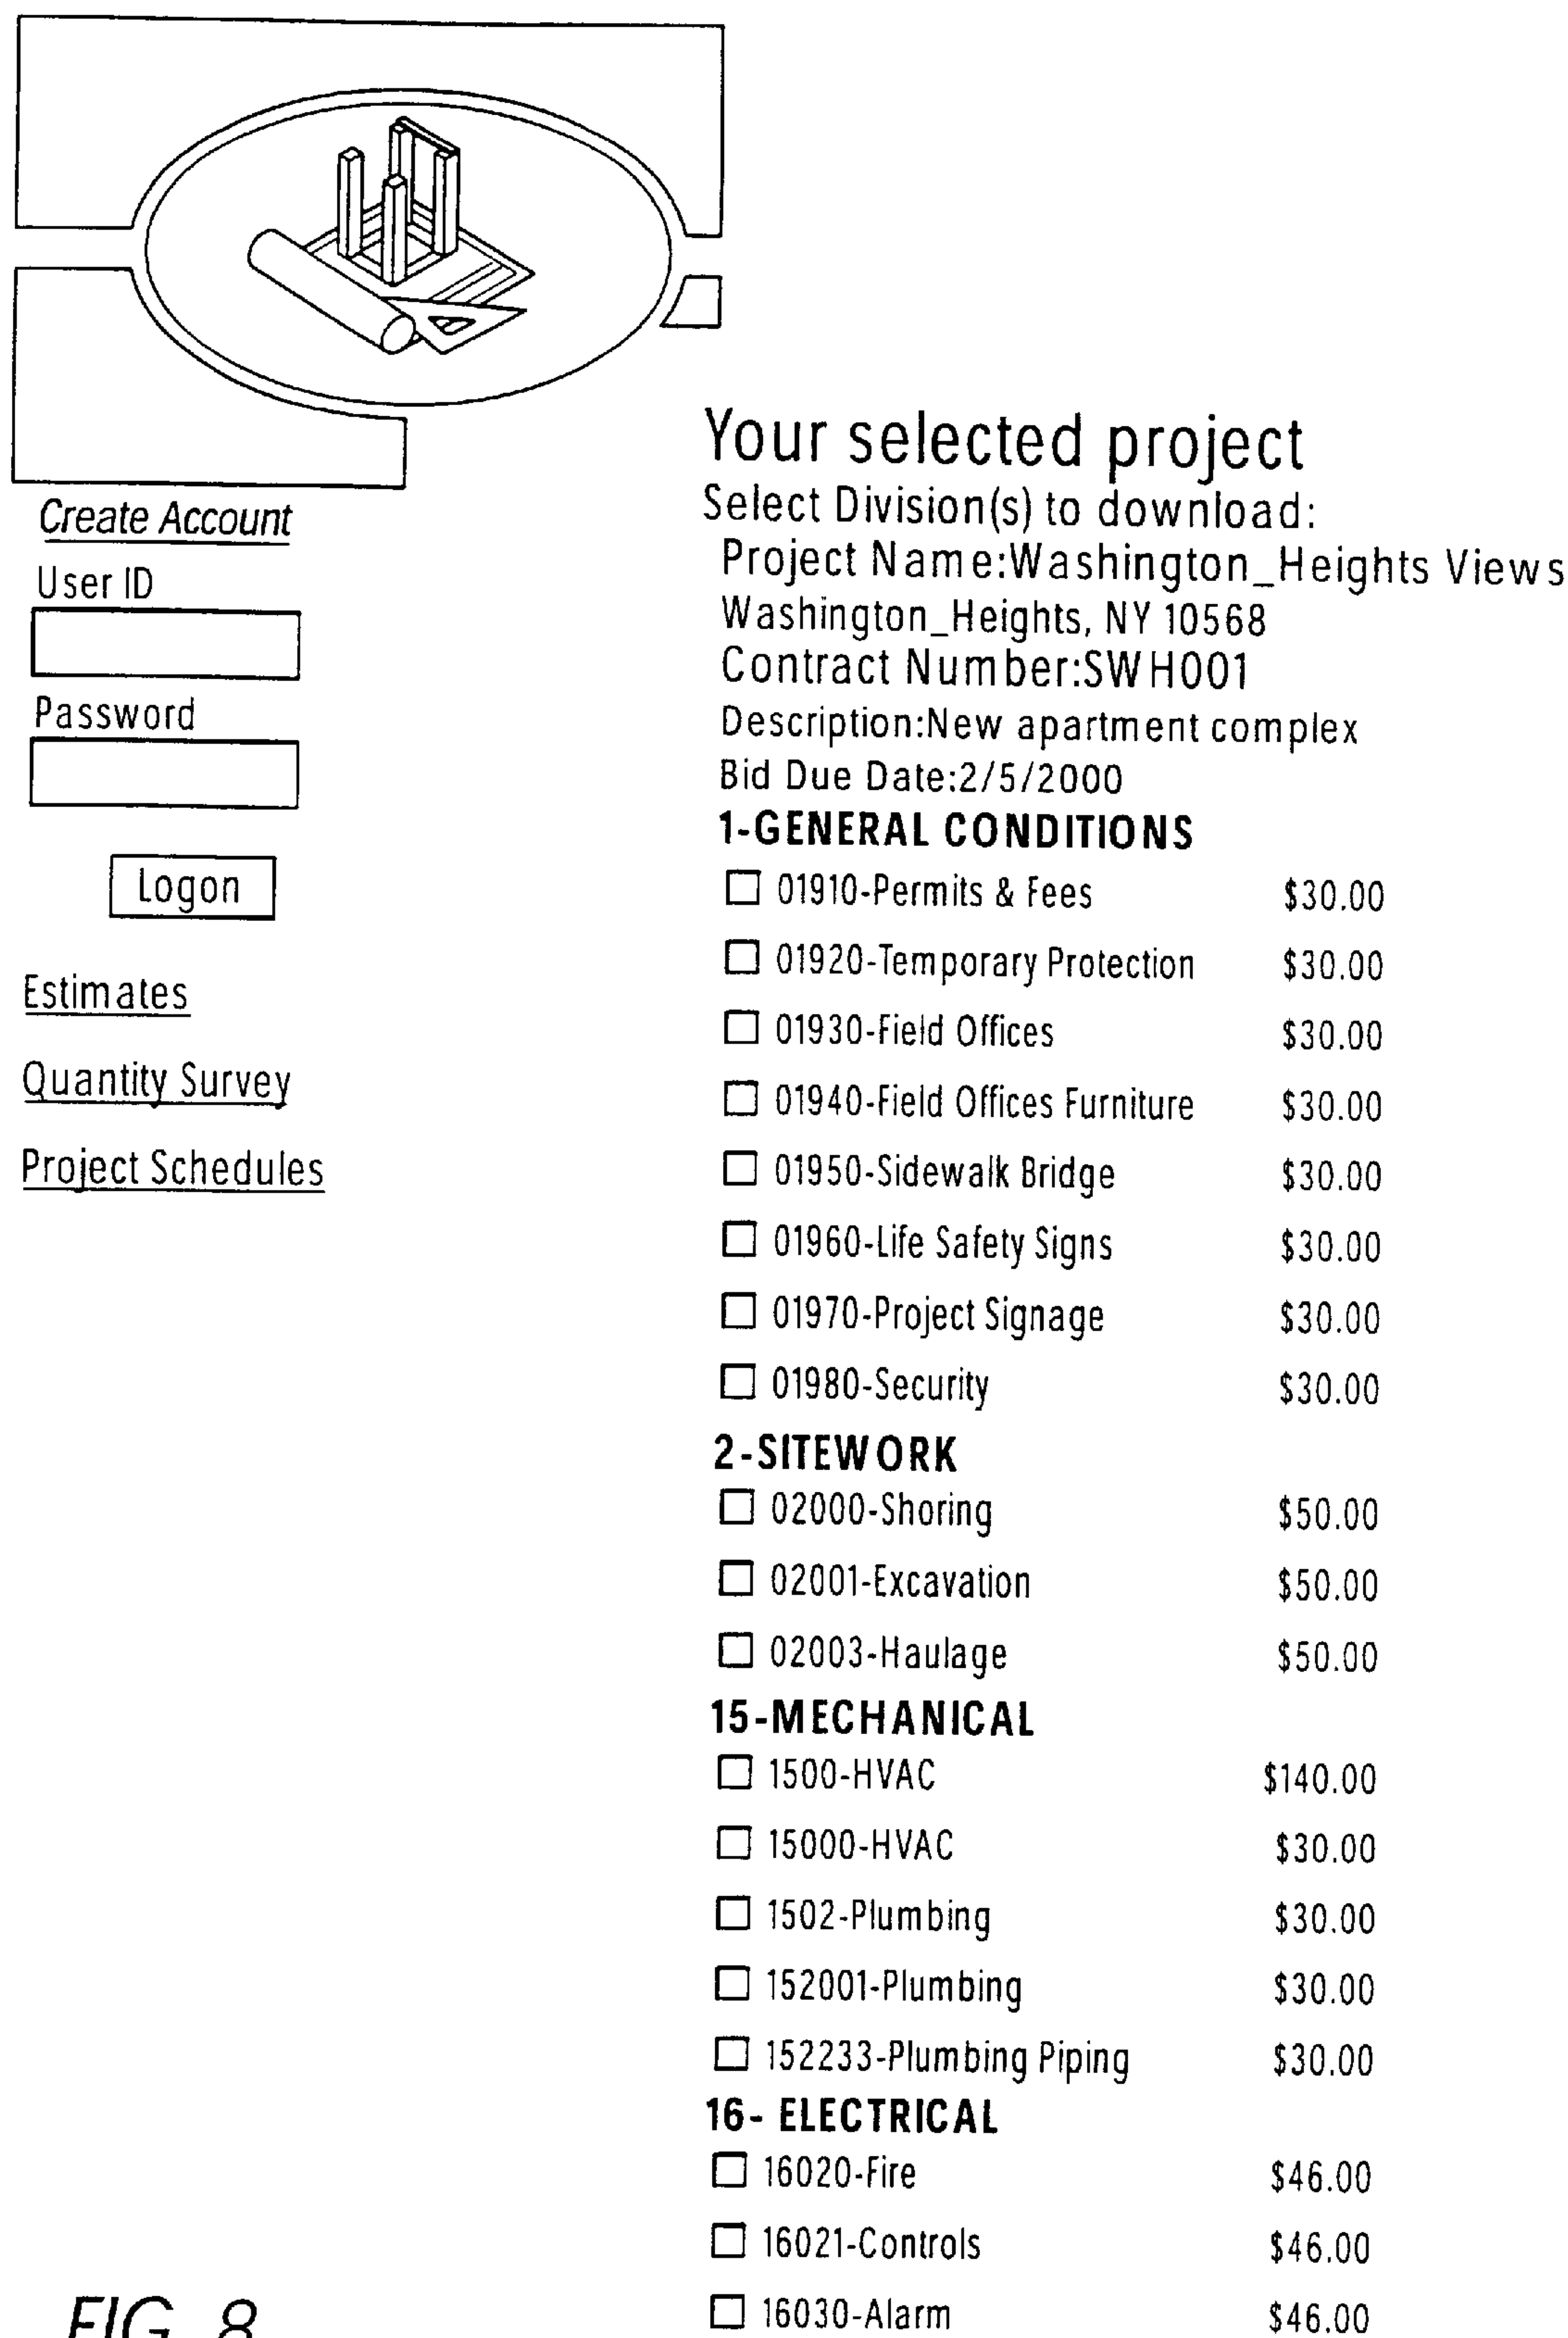 Create Account
User ID
Password
Logon
Estimates
Quantity Survey
Project Schedules
Your selected project
Select Division(s) to download:
Project Name:Washington_Heights Views
Washington_Heights, NY 10568
Contract Number:SWH001
Description:New apartment complex
Bid Due Date:2/5/2000
1-GENERAL CONDITIONS
01910-Permits & Fees $30.00
01920-Temporary Protection $30.00
01930-Field Offices $30.00
01940-Field Offices Furniture $30.00
01950-Sidewalk Bridge $30.00
01960-Life Safety Signs $30.00
01970-Project Signage $30.00
01980-Security $30.00
2-SITEWORK
02000-Shoring $50.00
02001-Excavation $50.00
02003-Haulage $50.00
15-MECHANICAL
1500-HVAC $140.00
15000-HVAC $30.00
1502-Plumbing $30.00
152001-Plumbing $30.00
152233-Plumbing Piping $30.00
16- ELECTRICAL
16020-Fire $46.00
16021-Controls $46.00
16030-Alarm $46.00
FIG. 8